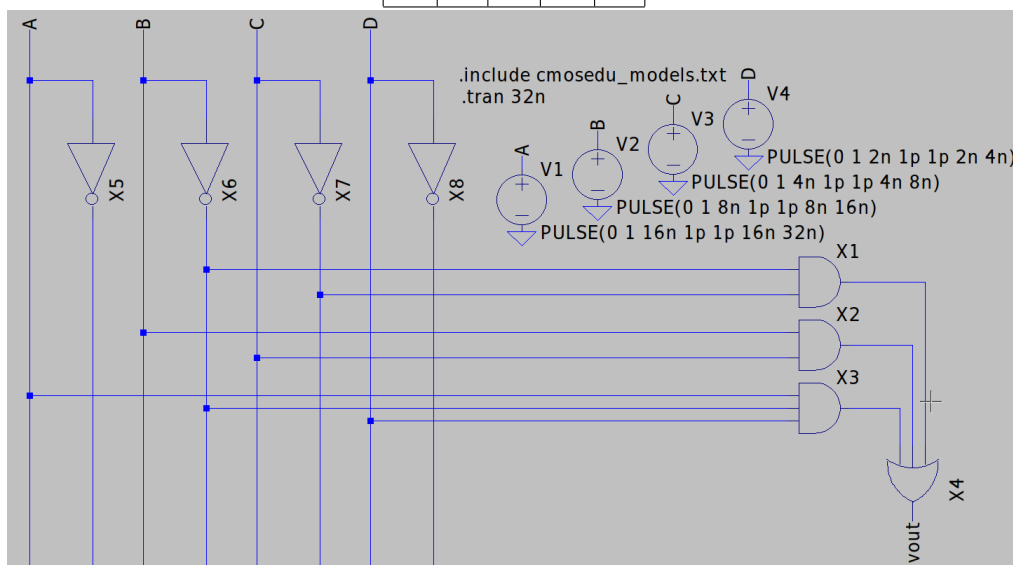 A
B
C
D
.include cmosedu_models.txt
.tran 32n
D
V4
PULSE(0 1 2n 1p 1p 2n 4n)
C
V3
PULSE(0 1 4n 1p 1p 4n 8n)
B
V2
PULSE(0 1 8n 1p 1p 8n 16n)
A
V1
PULSE(0 1 16n 1p 1p 16n 32n)
X5
X6
X7
X8
X1
X2
X3
X4
vout